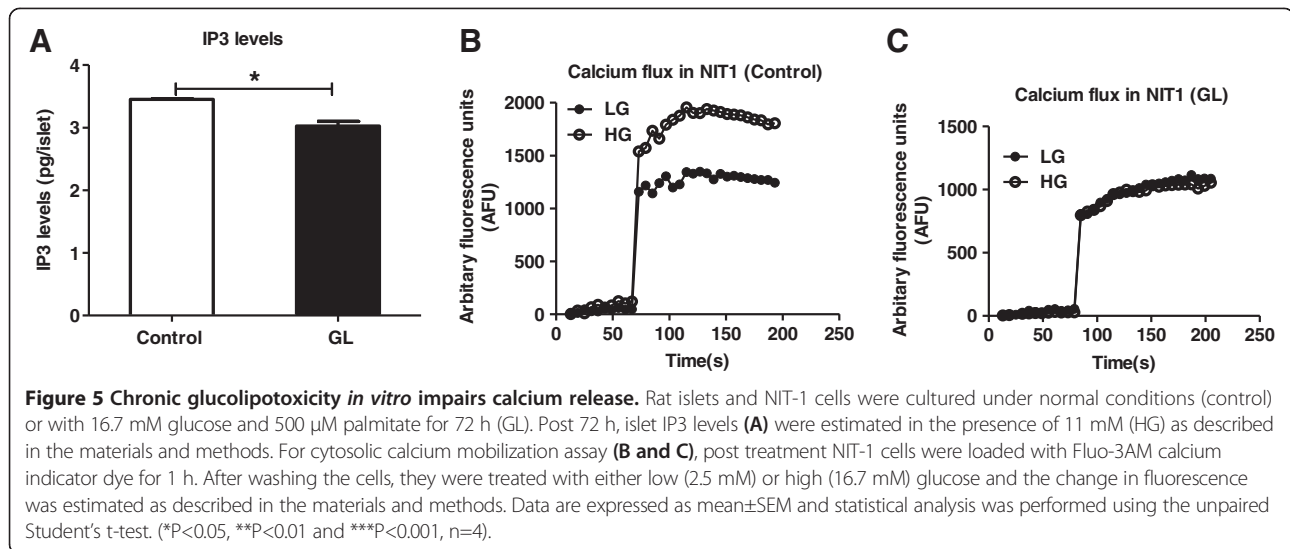 A
IP3 levels
*
IP3 levels (pg/islet)
4
3
2
1
0
Control
GL
B
Calcium flux in NIT1 (Control)
LG
HG
Arbitary fluorescence units
(AFU)
2000
1500
1000
500
0
0 50 100 150 200 250
Time(s)
C
Calcium flux in NIT1 (GL)
LG
HG
Arbitary fluorescence units
(AFU)
1500
1000
500
0
0 50 100 150 200 250
Time(s)
Figure 5 Chronic glucolipotoxicity in vitro impairs calcium release. Rat islets and NIT-1 cells were cultured under normal conditions (control)
or with 16.7 mM glucose and 500 μM palmitate for 72 h (GL). Post 72 h, islet IP3 levels (A) were estimated in the presence of 11 mM (HG) as described
in the materials and methods. For cytosolic calcium mobilization assay (B and C), post treatment NIT-1 cells were loaded with Fluo-3AM calcium
indicator dye for 1 h. After washing the cells, they were treated with either low (2.5 mM) or high (16.7 mM) glucose and the change in fluorescence
was estimated as described in the materials and methods. Data are expressed as mean±SEM and statistical analysis was performed using the unpaired
Student's t-test. (*P<0.05, **P<0.01 and ***P<0.001, n=4).